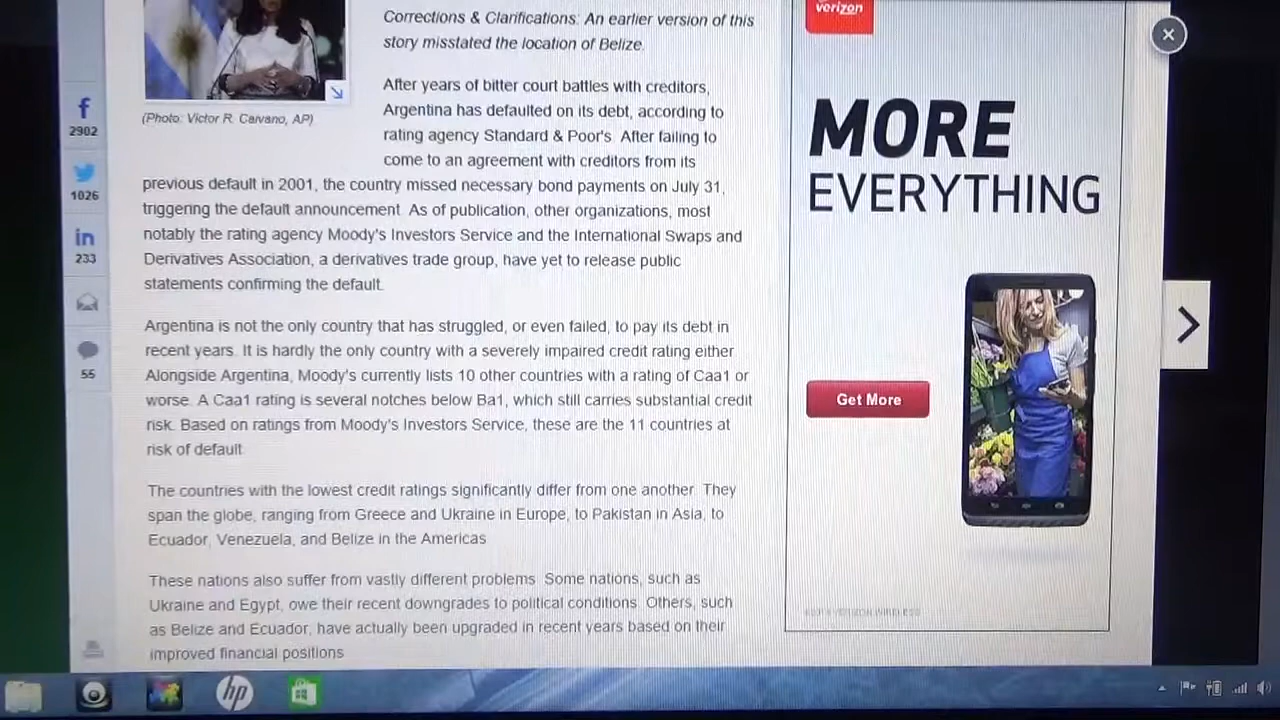 Corrections & Clarifications: An earlier version of this
story misstated the location of Belize.
After years of bitter court battles with creditors,
Argentina has defaulted on its debt, according to
rating agency Standard & Poor's. After failing to
come to an agreement with creditors from its
previous default in 2001, the country missed necessary bond payments on July 31,
triggering the default announcement. As of publication, other organizations, most
notably the rating agency Moody's Investors Service and the International Swaps and
Derivatives Association, a derivatives trade group, have yet to release public
statements confirming the default.
Argentina is not the only country that has struggled, or even failed, to pay its debt in
recent years. It is hardly the only country with a severely impaired credit rating either.
Alongside Argentina, Moody's currently lists 10 other countries with a rating of Caa1 or
worse. A Caa1 rating is several notches below Ba1, which still carries substantial credit
risk. Based on ratings from Moody's Investors Service, these are the 11 countries at
risk of default.
The countries with the lowest credit ratings significantly differ from one another. They
span the globe, ranging from Greece and Ukraine in Europe, to Pakistan in Asia, to
Ecuador, Venezuela, and Belize in the Americas.
These nations also suffer from vastly different problems. Some nations, such as
Ukraine and Egypt, owe their recent downgrades to political conditions. Others, such
as Belize and Ecuador, have actually been upgraded in recent years based on their
improved financial positions.
(Photo: Victor R. Caivano, AP)
f
2902
1026
in
233
55
verizon
MORE
EVERYTHING
Get More
VERIZON WIRELESS
hp